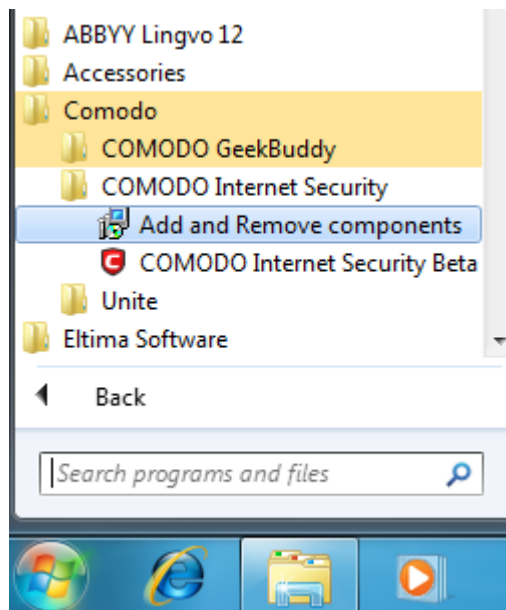 ABBYY Lingvo 12
Accessories
Comodo
COMODO GeekBuddy
COMODO Internet Security
Add and Remove components
COMODO Internet Security Beta
Unite
Eltima Software
Back
Search programs and files